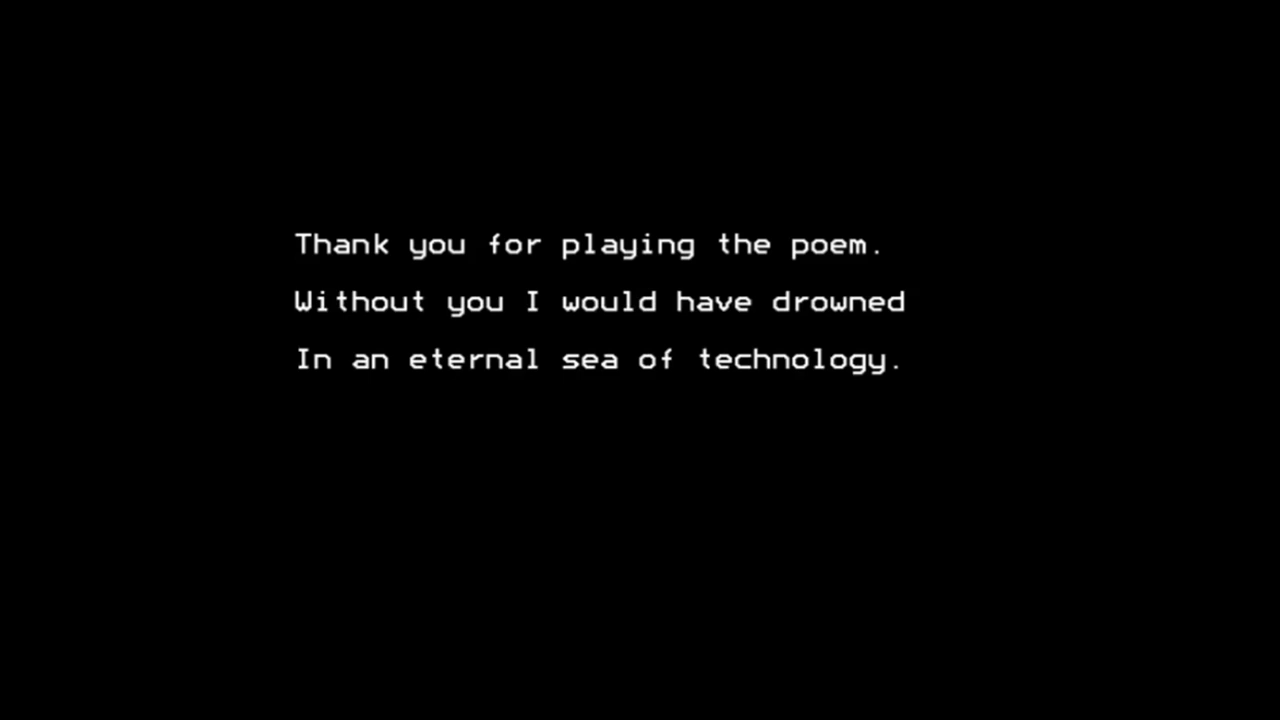 Thank you for playing the poem.
Without you I would have drowned
In an eternal sea of technology.